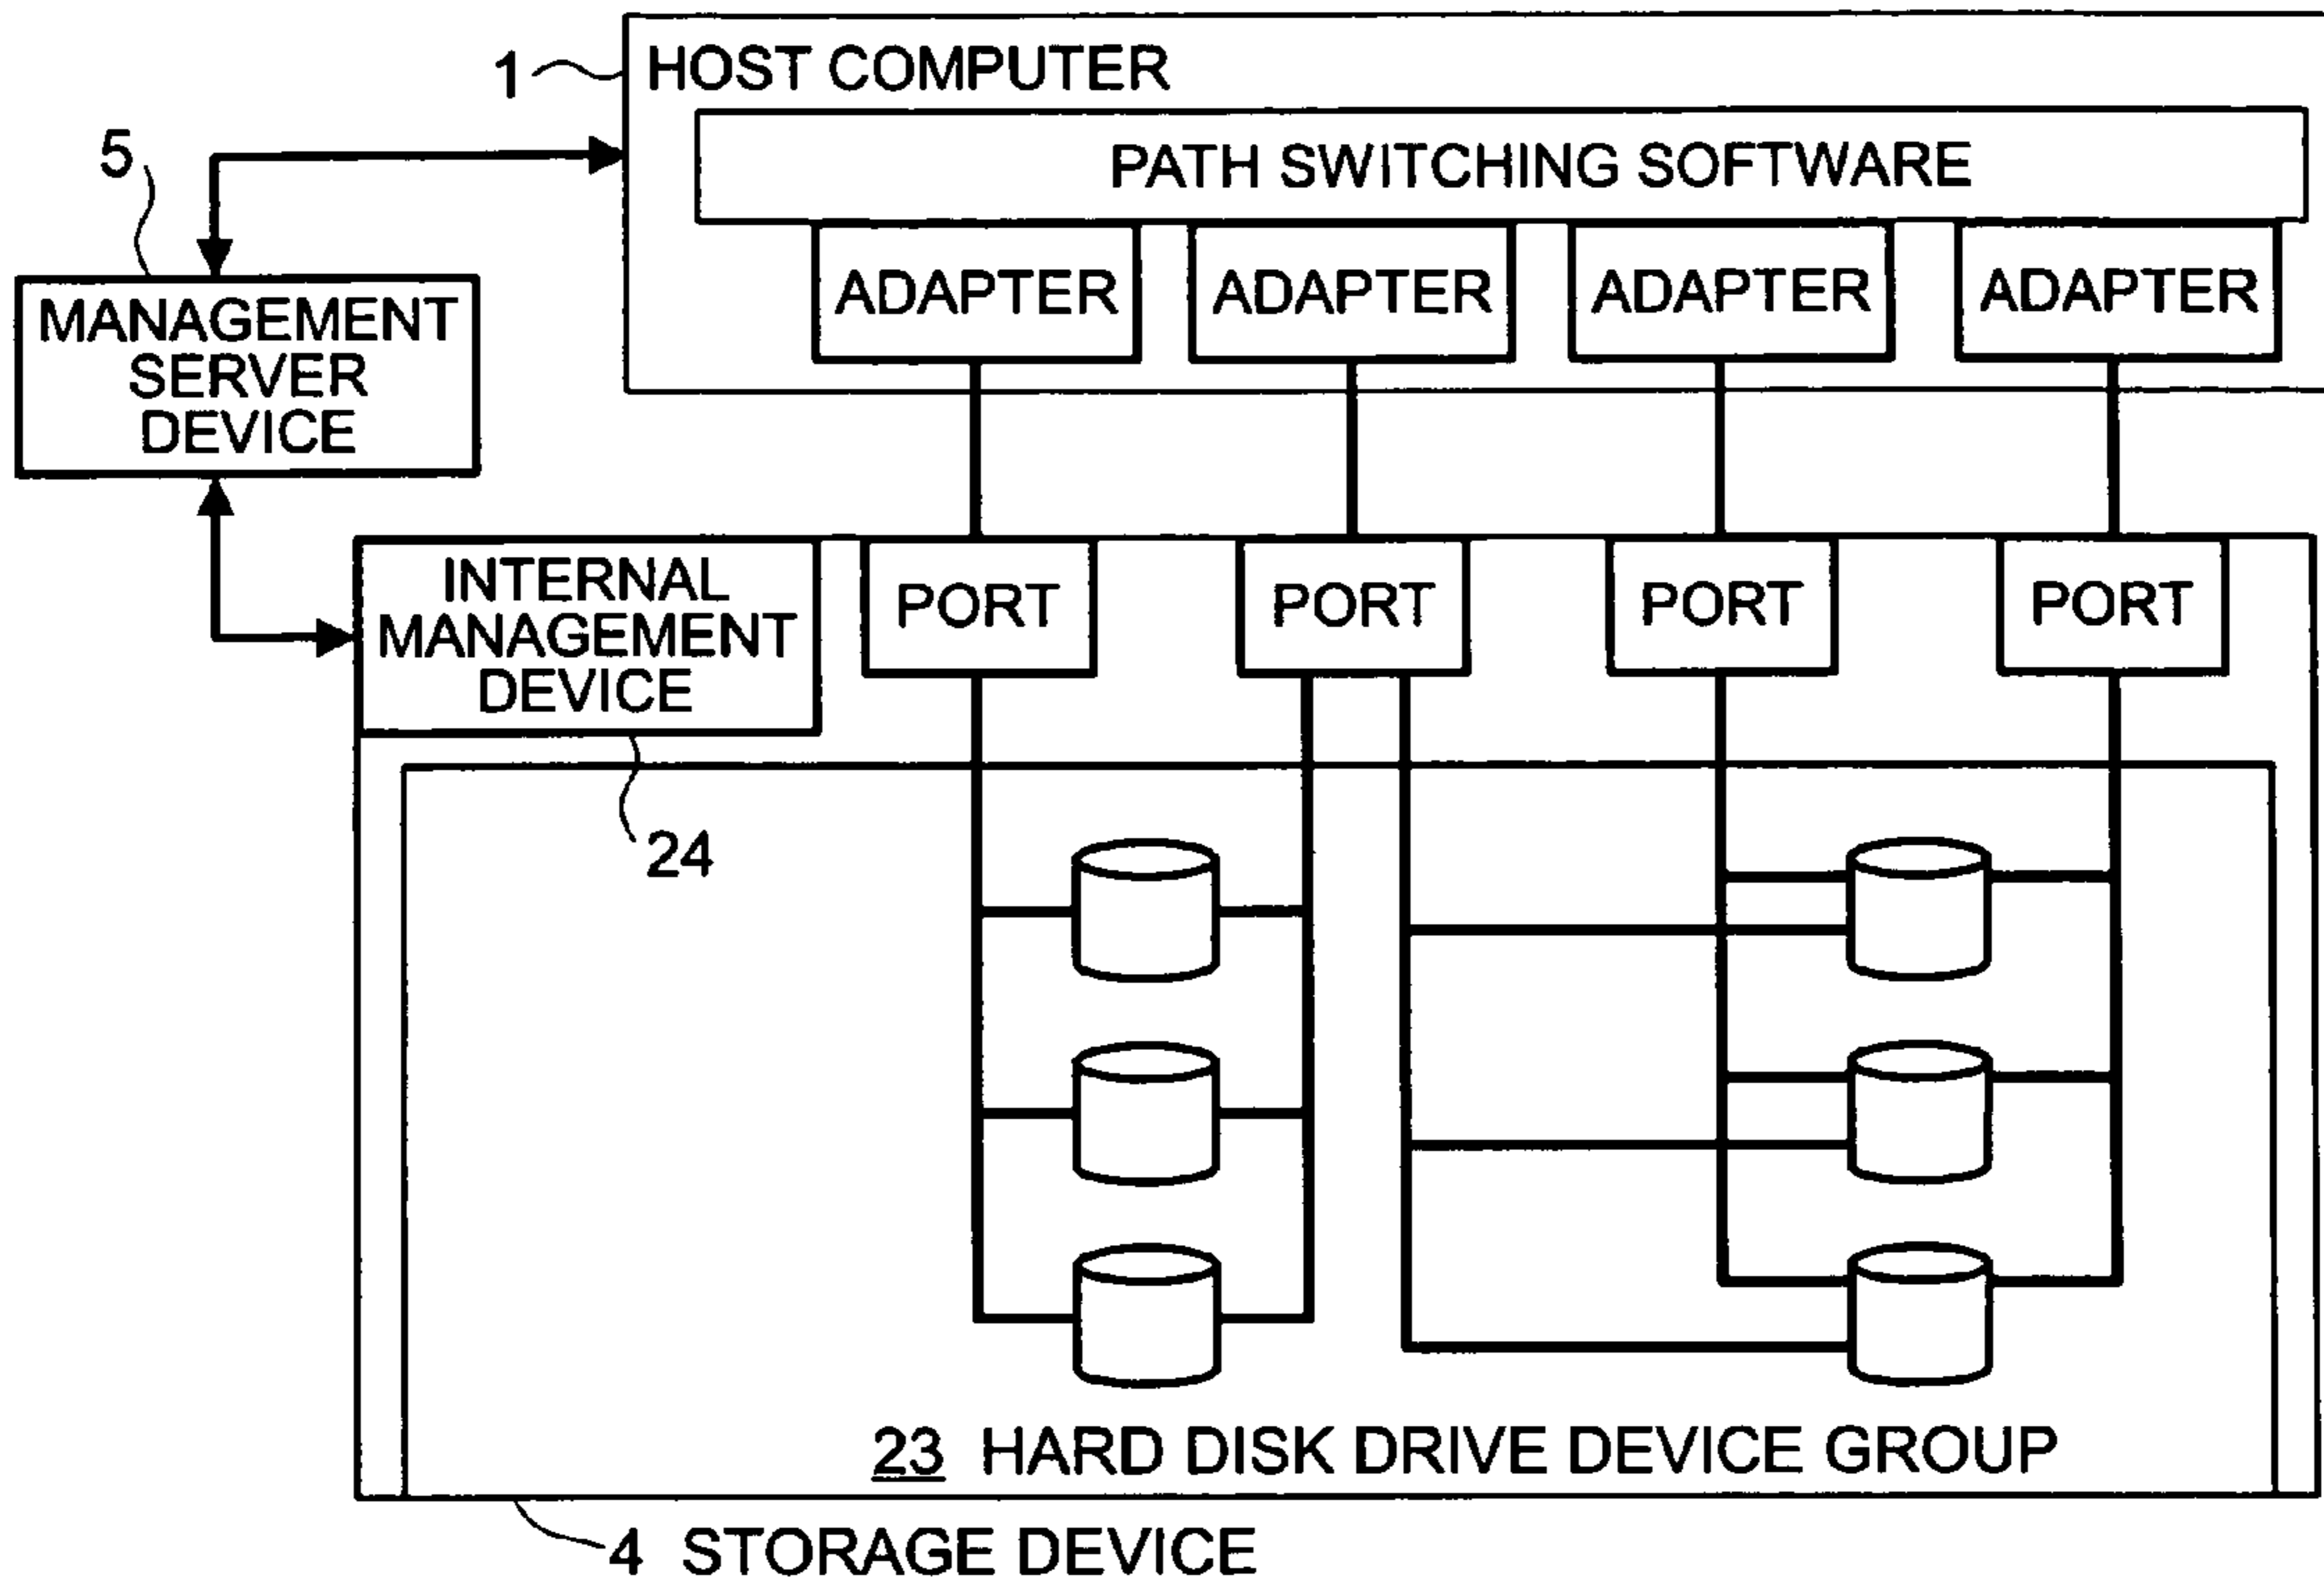 1 HOST COMPUTER
PATH SWITCHING SOFTWARE
5
ADAPTER ADAPTER ADAPTER ADAPTER
MANAGEMENT
SERVER
DEVICE
INTERNAL
MANAGEMENT
DEVICE
PORT PORT PORT PORT
24
23 HARD DISK DRIVE DEVICE GROUP
4 STORAGE DEVICE